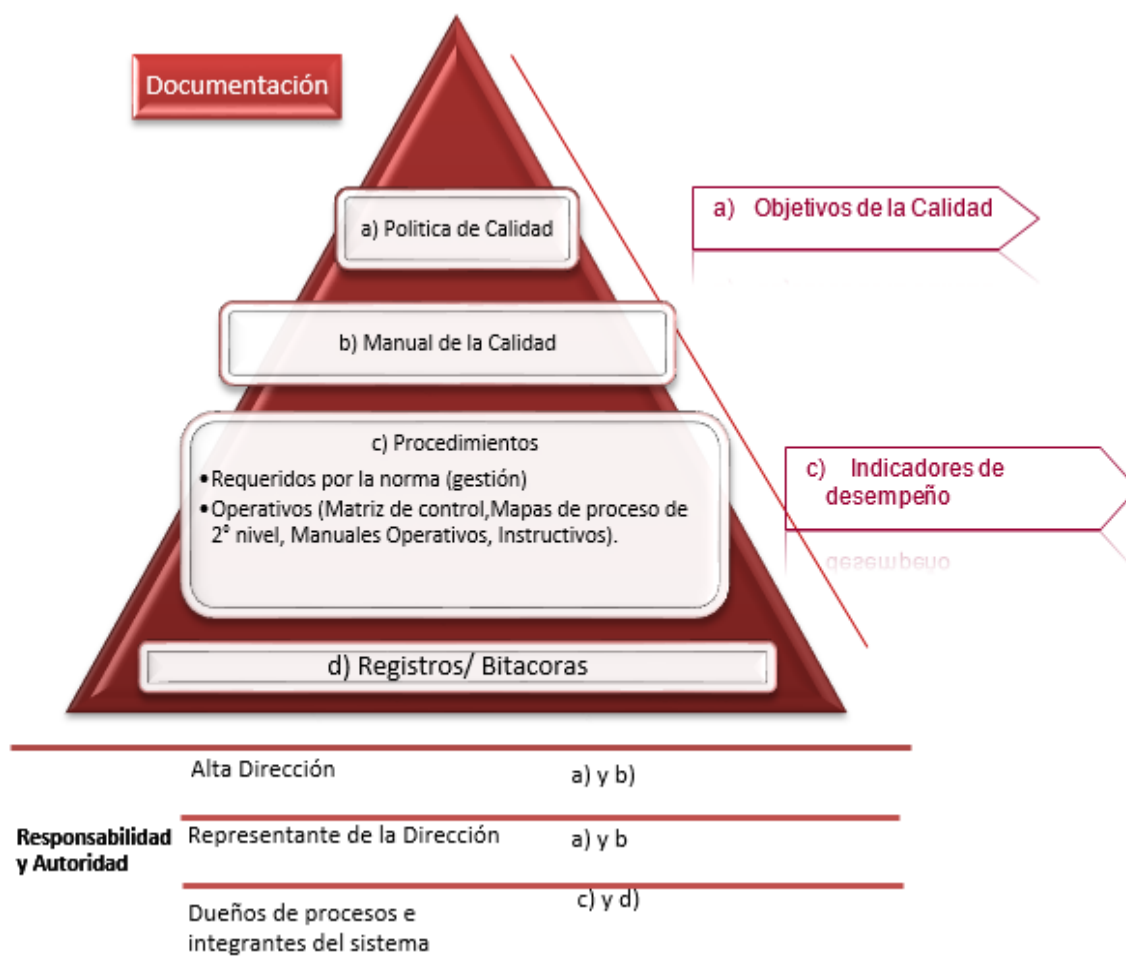 Documentación
a) Politica de Calidad
a) Objetivos de la Calidad
b) Manual de la Calidad
c) Procedimientos
•Requeridos por la norma (gestión)
•Operativos (Matriz de control,Mapas de proceso de
2º nivel, Manuales Operativos, Instructivos).
c) Indicadores de
desempeño
d) Registros/ Bitacoras
Responsabilidad
y Autoridad
Alta Dirección a) y b)
Representante de la Dirección a) y b
Dueños de procesos e
integrantes del sistema
c) y d)